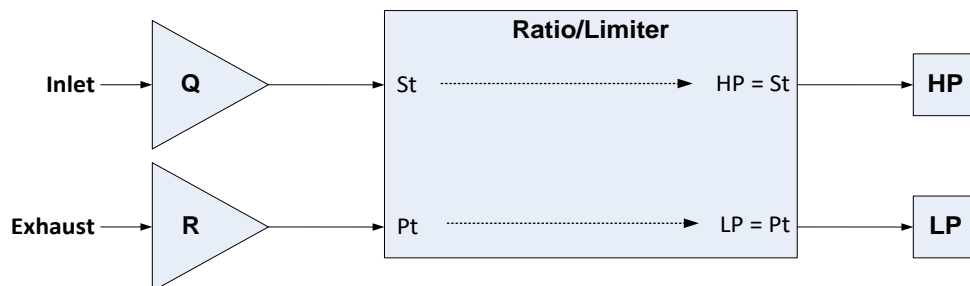 Ratio/Limiter
Inlet
Q
St
HP = St
HP
Exhaust
R
Pt
LP = Pt
LP